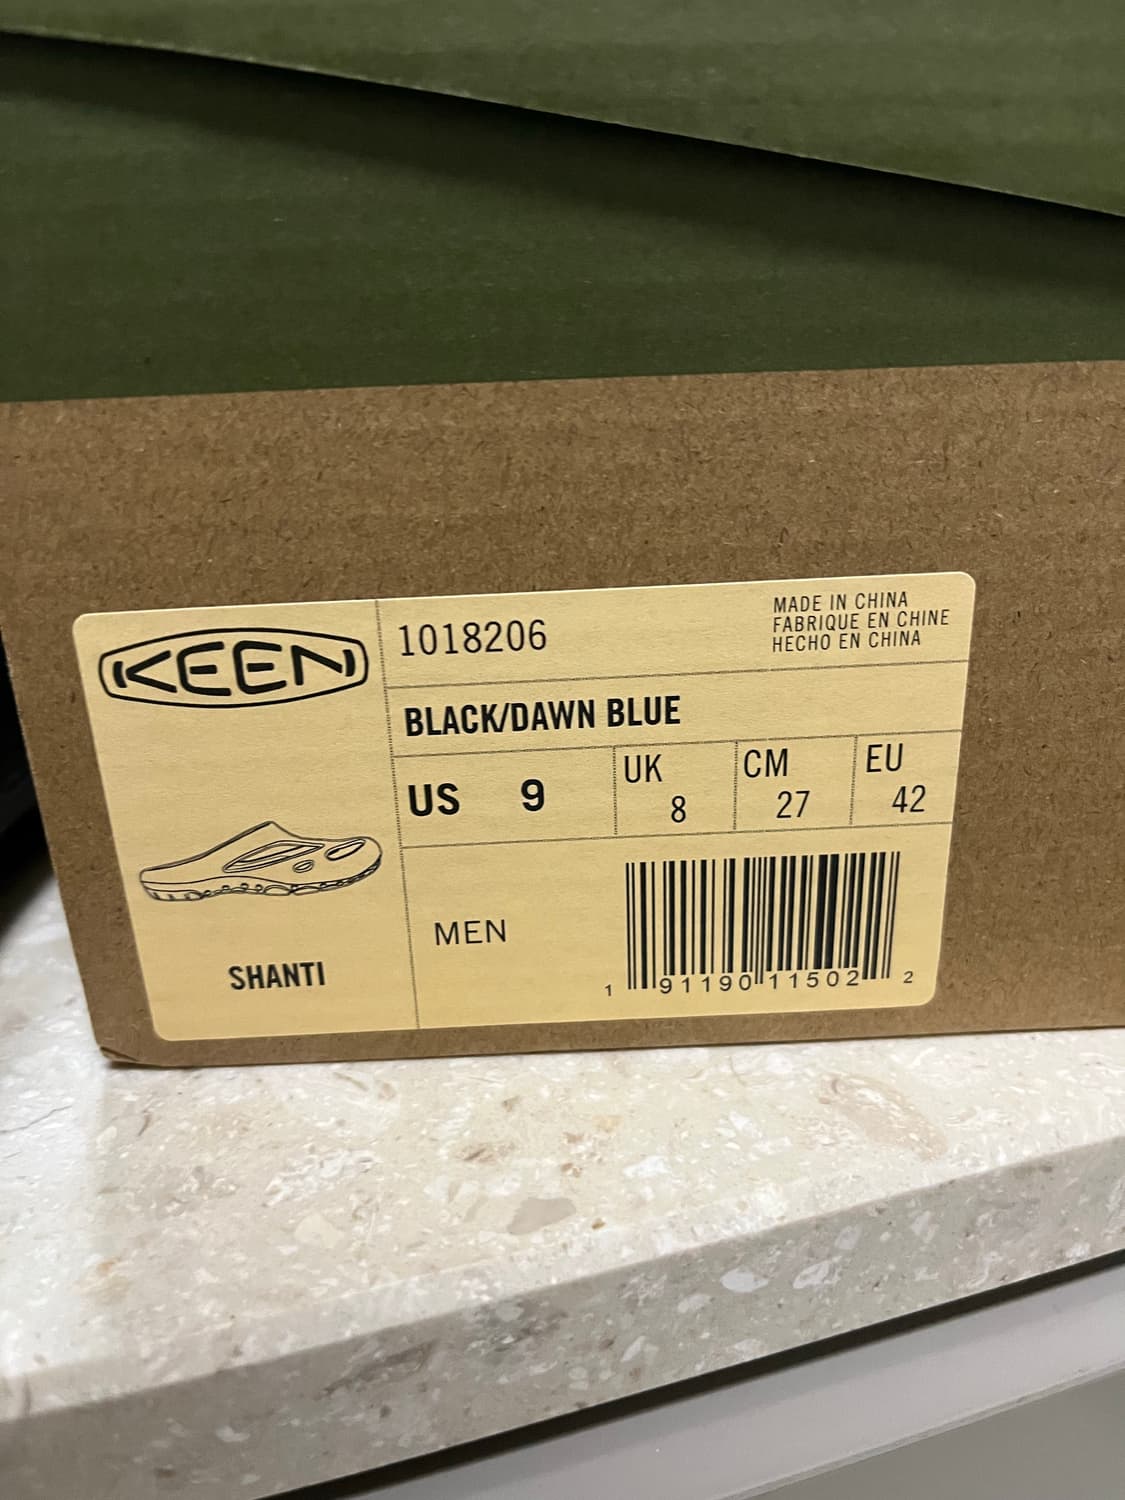 KEEN
1018206
MADE IN CHINA
FABRIQUE EN CHINE
HECHO EN CHINA
BLACK/DAWN BLUE
US 9
UK
8
CM
27
EU
42
MEN
SHANTI
1 91190 11502 2